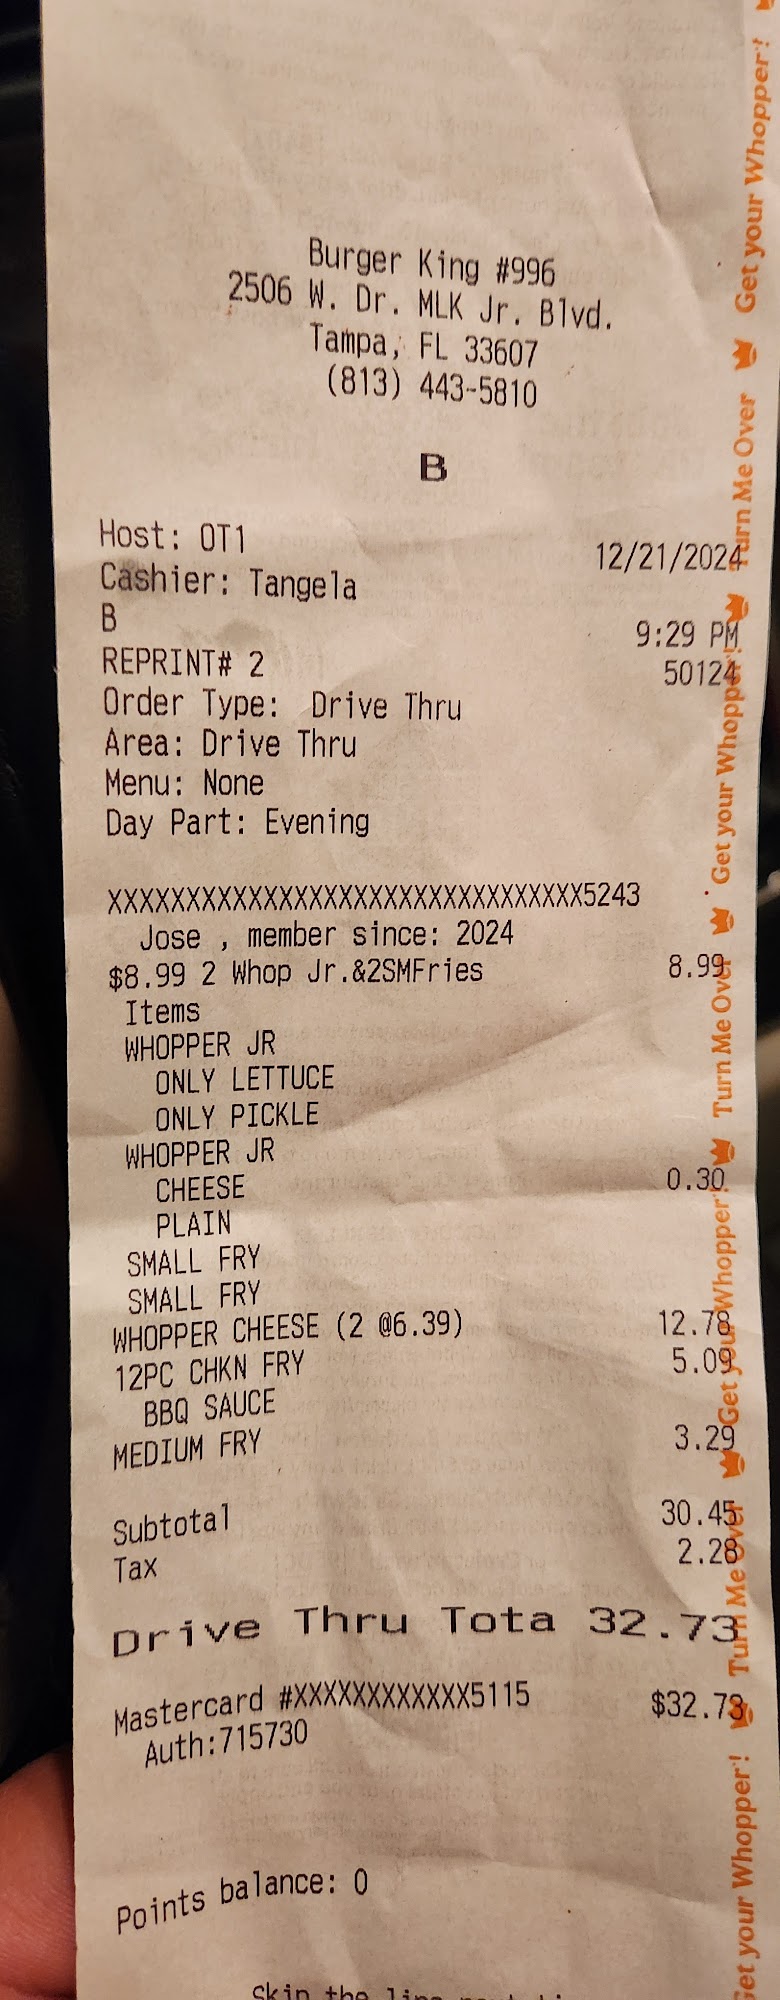 Burger King #996
2506 W. Dr. MLK Jr. Blvd.
Tampa, FL 33607
(813) 443-5810
B
Host: OT1
12/21/2024
Cashier: Tangela
B
9:29 PM
REPRINT# 2
50124
Order Type:  Drive Thru
Area: Drive Thru
Menu: None
Day Part: Evening
XXXXXXXXXXXXXXXXXXXXXXXXXXXXXX5243
Jose , member since: 2024
$8.99 2 Whop Jr.&2SMFries 8.99
Items
WHOPPER JR
ONLY LETTUCE
ONLY PICKLE
WHOPPER JR
CHEESE 0.30
PLAIN
SMALL FRY
SMALL FRY
WHOPPER CHEESE (2 @6.39) 12.78
12PC CHKN FRY 5.09
BBQ SAUCE
MEDIUM FRY 3.29
Subtotal 30.45
Tax 2.28
Drive Thru Tota 32.73
Mastercard #XXXXXXXXXXXX5115 $32.73
Auth:715730
Points balance: 0
Skip the line
Get your Whopper! Turn Me Over Get your Whopper! Turn Me Over Get your Whopper! Turn Me Over Get your Whopper!